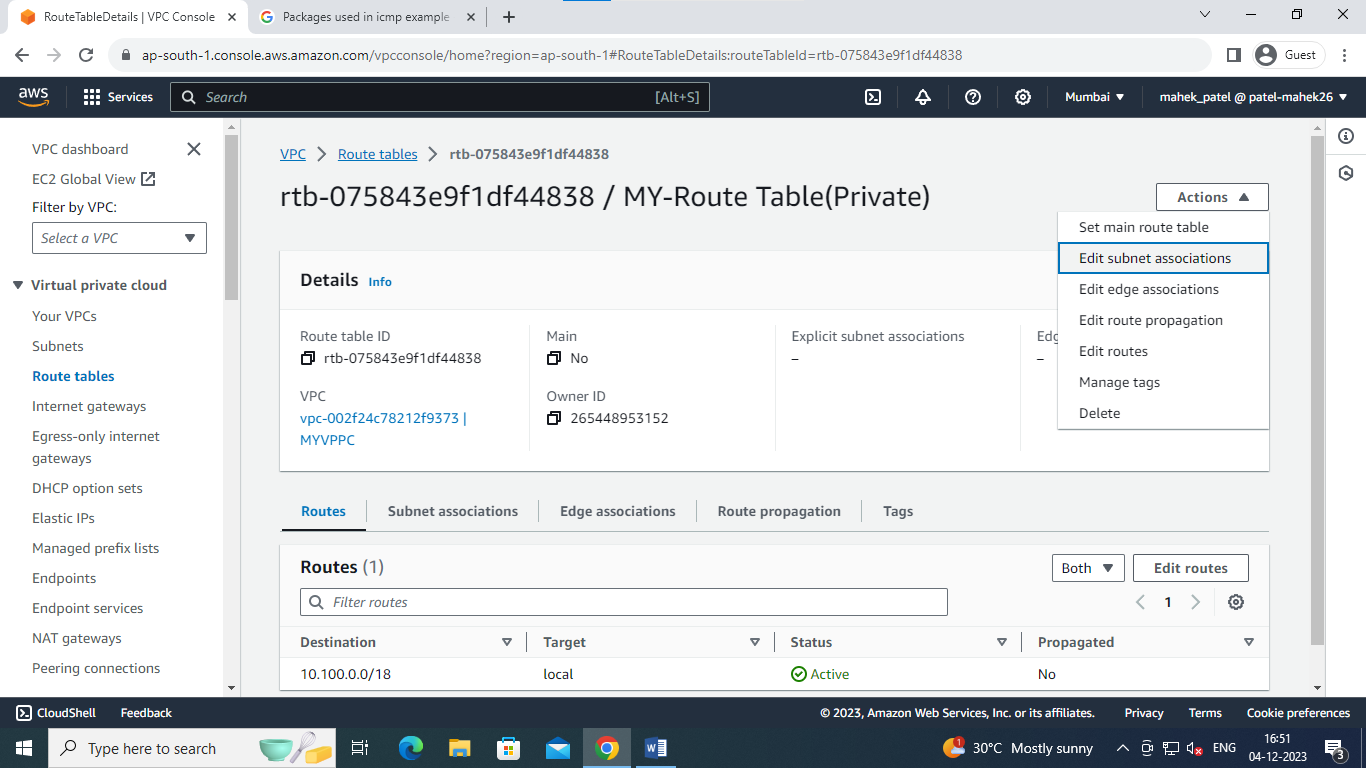 RouteTableDetails | VPC Console
Packages used in icmp example
ap-south-1.console.aws.amazon.com/vpcconsole/home?region=ap-south-1#RouteTableDetails:routeTableId=rtb-075843e9f1df44838
Guest
aws
Services
Search
[Alt+S]
Mumbai
mahek_patel @ patel-mahek26
VPC dashboard
EC2 Global View
Filter by VPC:
Select a VPC
Virtual private cloud
Your VPCs
Subnets
Route tables
Internet gateways
Egress-only internet
gateways
DHCP option sets
Elastic IPs
Managed prefix lists
Endpoints
Endpoint services
NAT gateways
Peering connections
VPC
Route tables
rtb-075843e9f1df44838
rtb-075843e9f1df44838 / MY-Route Table(Private)
Actions
Set main route table
Edit subnet associations
Edit edge associations
Edit route propagation
Edit routes
Manage tags
Delete
Details
Info
Route table ID
rtb-075843e9f1df44838
VPC
vpc-002f24c78212f9373 |
MYVPPC
Main
No
Owner ID
265448953152
Explicit subnet associations
–
–
Routes
Subnet associations
Edge associations
Route propagation
Tags
Routes (1)
Both
Edit routes
Filter routes
1
Destination
Target
Status
Propagated
10.100.0.0/18
local
Active
No
CloudShell
Feedback
© 2023, Amazon Web Services, Inc. or its affiliates.
Privacy
Terms
Cookie preferences
Type here to search
1
30°C Mostly sunny
ENG
16:51
04-12-2023
3